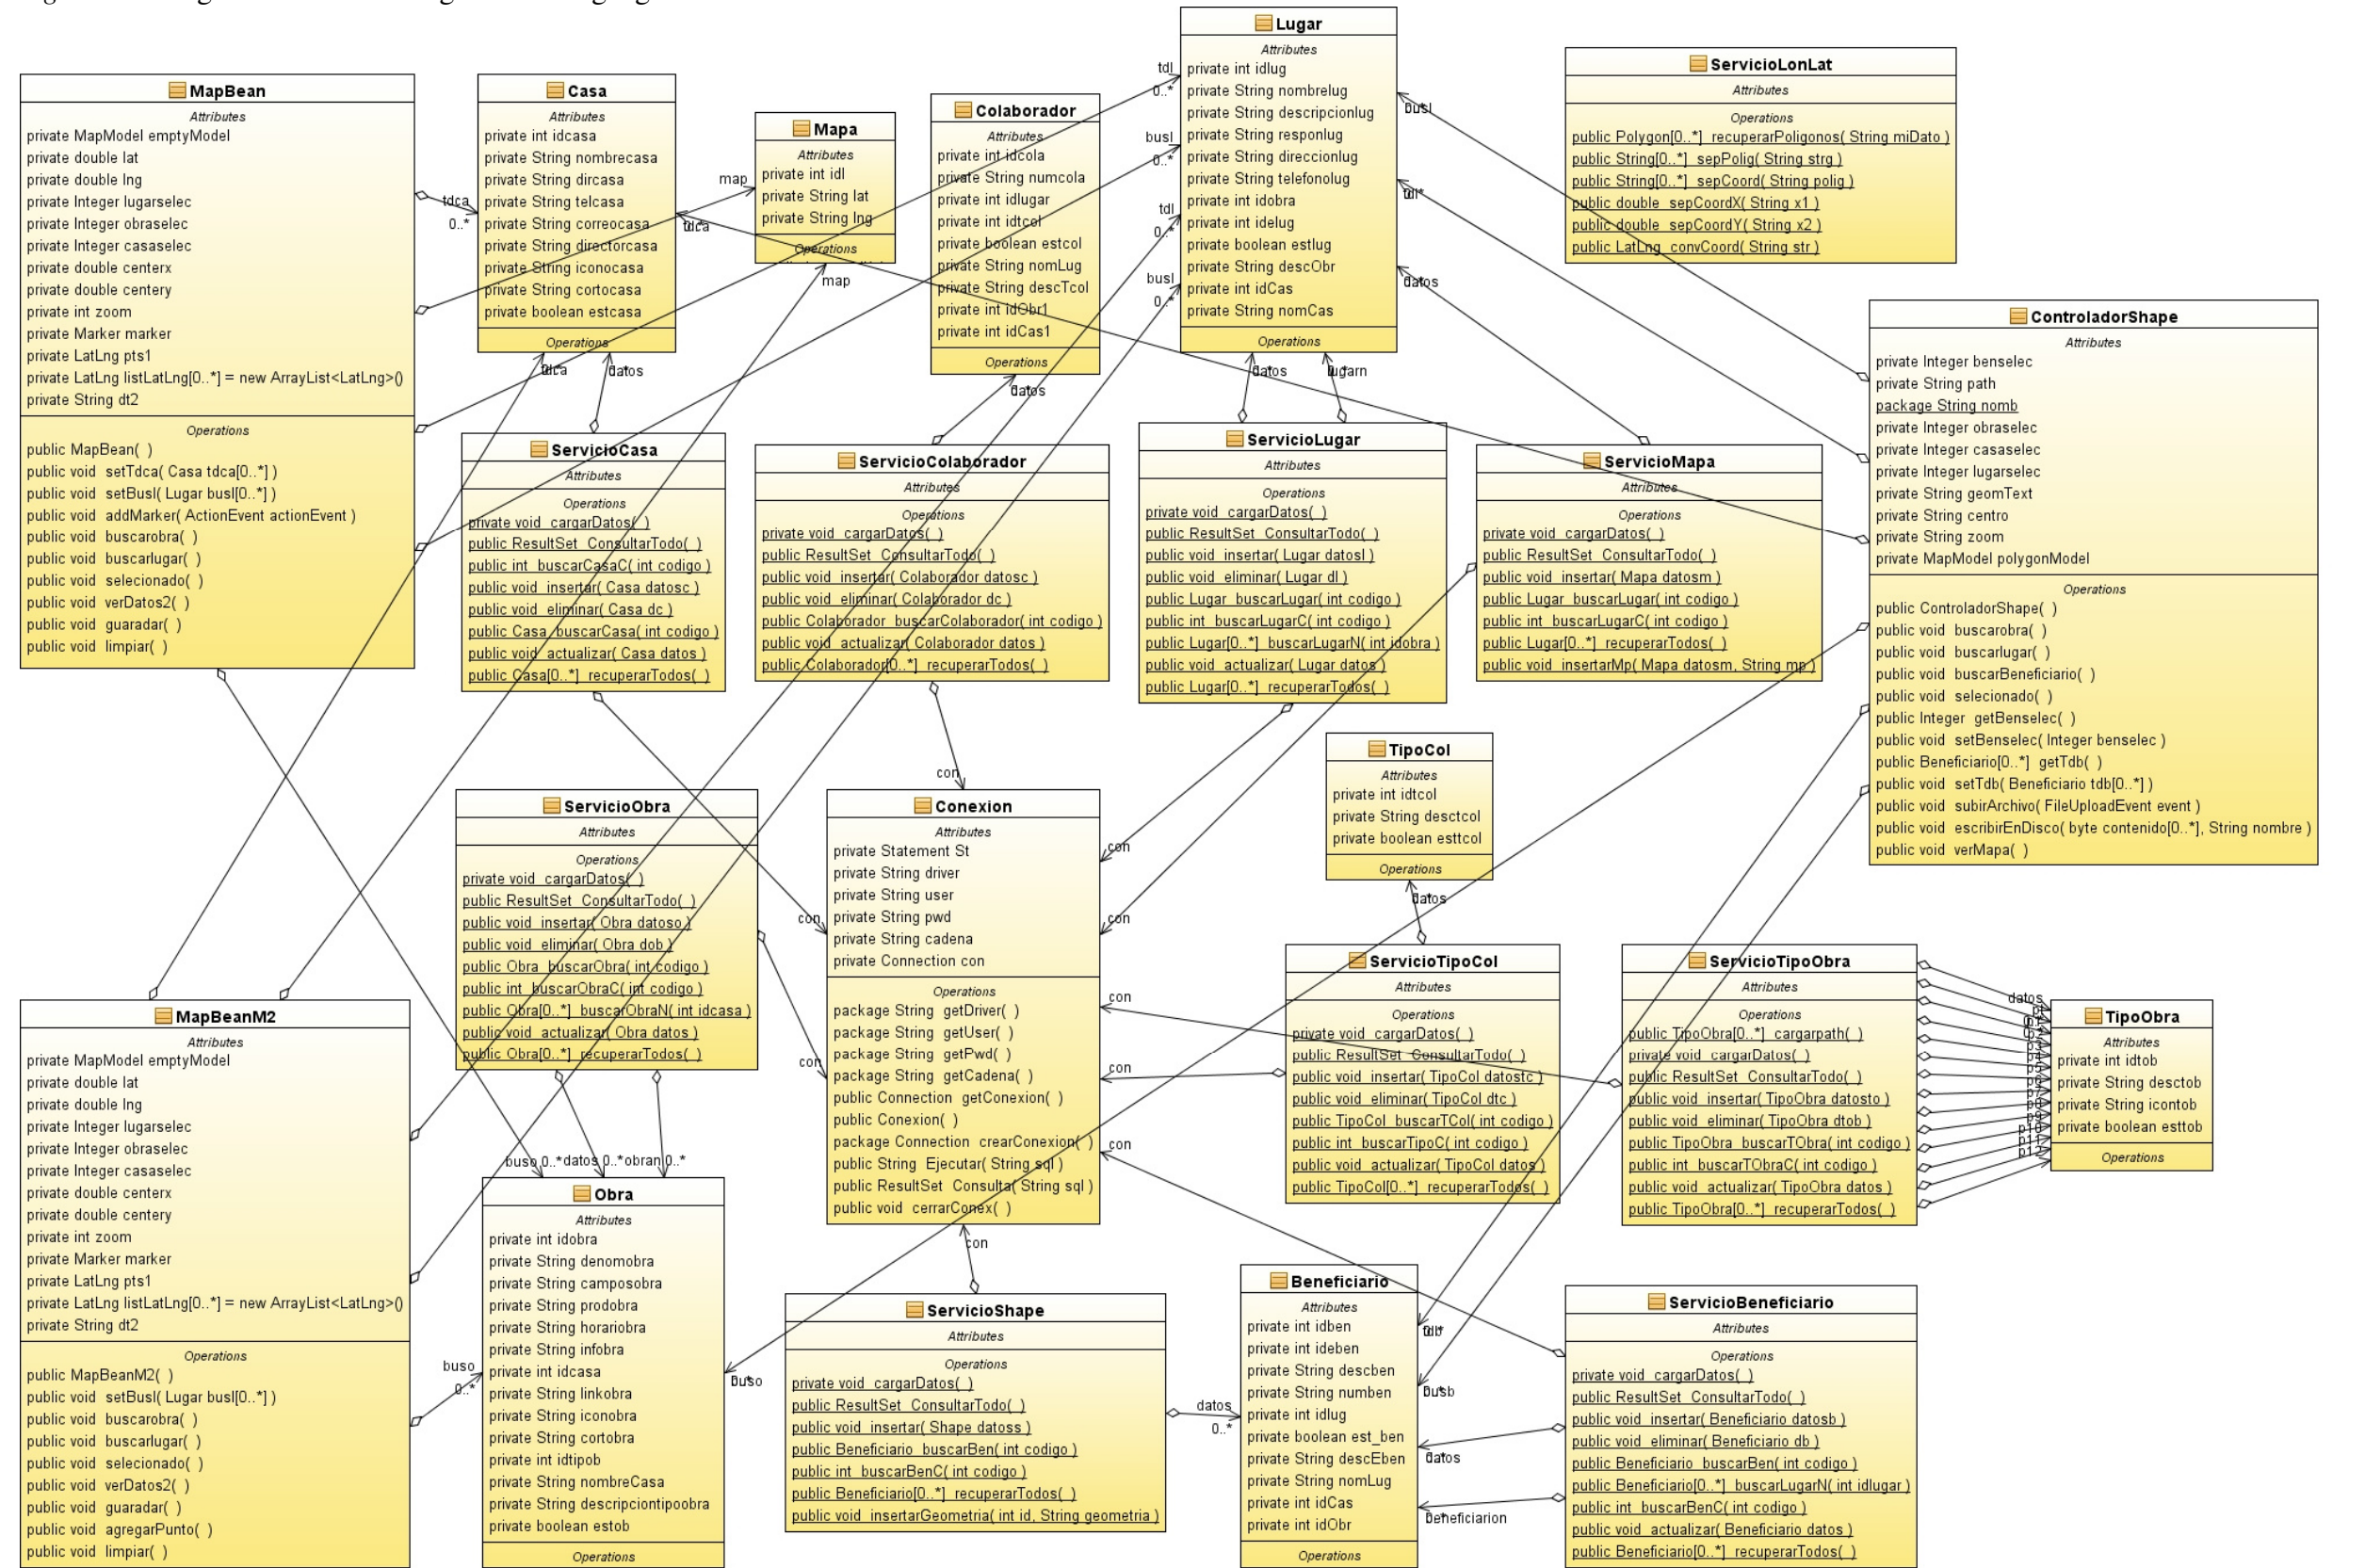 MapBean
Attributes
private MapModel emptyModel
private double lat
private double lng
private Integer lugarselec
private Integer obraselec
private Integer casaselec
private double centerx
private double centery
private int zoom
private Marker marker
private LatLng pts1
private LatLng listLatLng[0..*] = new ArrayList<LatLng>()
private String dt2
Operations
public MapBean( )
public void setTdca( Casa tdca[0..*] )
public void setBusl( Lugar busl[0..*] )
public void addMarker( ActionEvent actionEvent )
public void buscarobra( )
public void buscarlugar( )
public void selecionado( )
public void verDatos2( )
public void guaradar( )
public void limpiar( )
tdca
0..*
Casa
Attributes
private int idcasa
private String nombrecasa
private String dircasa
private String telcasa
private String correocasa
private String directorcasa
private String iconocasa
private String cortocasa
private boolean estcasa
Operations
tdca
datos
map
tdca
Mapa
Attributes
private int idl
private String lat
private String lng
Operations
map
Colaborador
Attributes
private int idcola
private String numcola
private int idlugar
private int idtcol
private boolean estcol
private String nomLug
private String descTcol
private int idObr1
private int idCas1
Operations
datos
tdl
0..*
busl
0..*
tdl
0..*
busl
0..*
Lugar
Attributes
private int idlug
private String nombrelug
private String descripcionlug
private String responlug
private String direccionlug
private String telefonolug
private int idobra
private int idelug
private boolean estlug
private String descObr
private int idCas
private String nomCas
Operations
busl
tdl
datos
datos
lugarn
ServicioLonLat
Attributes
Operations
public Polygon[0..*] recuperarPoligonos( String miDato )
public String[0..*] sepPolig( String strg )
public String[0..*] sepCoord( String polig )
public double sepCoordX( String x1 )
public double sepCoordY( String x2 )
public LatLng convCoord( String str )
ControladorShape
Attributes
private Integer benselec
private String path
package String nomb
private Integer obraselec
private Integer casaselec
private Integer lugarselec
private String geomText
private String centro
private String zoom
private MapModel polygonModel
Operations
public ControladorShape( )
public void buscarobra( )
public void buscarlugar( )
public void buscarBeneficiario( )
public void selecionado( )
public Integer getBenselec( )
public void setBenselec( Integer benselec )
public Beneficiario[0..*] getTdb( )
public void setTdb( Beneficiario tdb[0..*] )
public void subirArchivo( FileUploadEvent event )
public void escribirEnDisco( byte contenido[0..*], String nombre )
public void verMapa( )
ServicioCasa
Attributes
Operations
private void cargarDatos( )
public ResultSet ConsultarTodo( )
public int buscarCasaC( int codigo )
public void insertar( Casa datosc )
public void eliminar( Casa dc )
public Casa buscarCasa( int codigo )
public void actualizar( Casa datos )
public Casa[0..*] recuperarTodos( )
ServicioColaborador
Attributes
Operations
private void cargarDatos( )
public ResultSet ConsultarTodo( )
public void insertar( Colaborador datosc )
public void eliminar( Colaborador dc )
public Colaborador buscarColaborador( int codigo )
public void actualizar( Colaborador datos )
public Colaborador[0..*] recuperarTodos( )
ServicioLugar
Attributes
Operations
private void cargarDatos( )
public ResultSet ConsultarTodo( )
public void insertar( Lugar datosl )
public void eliminar( Lugar dl )
public Lugar buscarLugar( int codigo )
public int buscarLugarC( int codigo )
public Lugar[0..*] buscarLugarN( int idobra )
public void actualizar( Lugar datos )
public Lugar[0..*] recuperarTodos( )
ServicioMapa
Attributes
Operations
private void cargarDatos( )
public ResultSet ConsultarTodo( )
public void insertar( Mapa datosm )
public Lugar buscarLugar( int codigo )
public int buscarLugarC( int codigo )
public Lugar[0..*] recuperarTodos( )
public void insertarMp( Mapa datosm, String mp )
TipoCol
Attributes
private int idtcol
private String desctcol
private boolean esttcol
Operations
datos
ServicioObra
Attributes
Operations
private void cargarDatos( )
public ResultSet ConsultarTodo( )
public void insertar( Obra datoso )
public void eliminar( Obra dob )
public Obra buscarObra( int codigo )
public int buscarObraC( int codigo )
public Obra[0..*] buscarObraN( int idcasa )
public void actualizar( Obra datos )
public Obra[0..*] recuperarTodos( )
con
con
con
Conexion
Attributes
private Statement St
private String driver
private String user
private String pwd
private String cadena
private Connection con
Operations
package String getDriver( )
package String getUser( )
package String getPwd( )
package String getCadena( )
public Connection getConexion( )
public Conexion( )
package Connection crearConexion( )
public String Ejecutar( String sql )
public ResultSet Consulta( String sql )
public void cerrarConex( )
con
con
con
con
con
con
ServicioTipoCol
Attributes
Operations
private void cargarDatos( )
public ResultSet ConsultarTodo( )
public void insertar( TipoCol datostc )
public void eliminar( TipoCol dtc )
public TipoCol buscarTCol( int codigo )
public int buscarTipoC( int codigo )
public void actualizar( TipoCol datos )
public TipoCol[0..*] recuperarTodos( )
ServicioTipoObra
Attributes
Operations
public TipoObra[0..*] cargarpath( )
private void cargarDatos( )
public ResultSet ConsultarTodo( )
public void insertar( TipoObra datosto )
public void eliminar( TipoObra dtob )
public TipoObra buscarTObra( int codigo )
public int buscarTObraC( int codigo )
public void actualizar( TipoObra datos )
public TipoObra[0..*] recuperarTodos( )
datos
TipoObra
Attributes
private int idtob
private String desctob
private String icontob
private boolean esttob
Operations
MapBeanM2
Attributes
private MapModel emptyModel
private double lat
private double lng
private Integer lugarselec
private Integer obraselec
private Integer casaselec
private double centerx
private double centery
private int zoom
private Marker marker
private LatLng pts1
private LatLng listLatLng[0..*] = new ArrayList<LatLng>()
private String dt2
Operations
public MapBeanM2( )
public void setBusl( Lugar busl[0..*] )
public void buscarobra( )
public void buscarlugar( )
public void selecionado( )
public void verDatos2( )
public void guaradar( )
public void agregarPunto( )
public void limpiar( )
buso
0..*
buso 0..* datos 0..* obran 0..*
Obra
Attributes
private int idobra
private String denomobra
private String camposobra
private String prodobra
private String horariobra
private String infobra
private int idcasa
private String linkobra
private String iconobra
private String cortobra
private int idtipob
private String nombreCasa
private String descripciontipoobra
private boolean estob
Operations
buso
ServicioShape
Attributes
Operations
private void cargarDatos( )
public ResultSet ConsultarTodo( )
public void insertar( Shape datoss )
public Beneficiario buscarBen( int codigo )
public int buscarBenC( int codigo )
public Beneficiario[0..*] recuperarTodos( )
public void insertarGeometria( int id, String geometria )
datos
0..*
Beneficiario
Attributes
private int idben
private int ideben
private String descben
private String numben
private int idlug
private boolean est_ben
private String descEben
private String nomLug
private int idCas
private int idObr
Operations
tdb
busb
datos
beneficiarion
ServicioBeneficiario
Attributes
Operations
private void cargarDatos( )
public ResultSet ConsultarTodo( )
public void insertar( Beneficiario datosb )
public void eliminar( Beneficiario db )
public Beneficiario buscarBen( int codigo )
public Beneficiario[0..*] buscarLugarN( int idlugar )
public int buscarBenC( int codigo )
public void actualizar( Beneficiario datos )
public Beneficiario[0..*] recuperarTodos( )